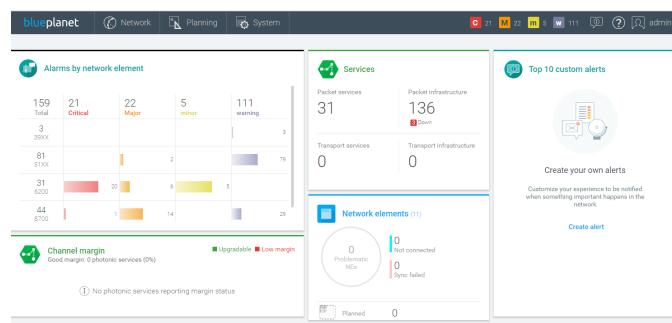 blueplanet Network Planning System C 21 M 22 m 5 w 111 ? admin
Alarms by network element
159 21 22 5 111
Total Critical Major minor warning
3 3
39XX
81 2 79
51XX
31 20 8 5
6200
44 1 14 29
8700
Channel margin
Good margin: 0 photonic services (0%)
Upgradable Low margin
No photonic services reporting margin status
Services
Packet services Packet infrastructure
31 136
3 Down
Transport services Transport infrastructure
0 0
Network elements (11)
0
Problematic
NEs
0
Not connected
0
Sync failed
Planned 0
Top 10 custom alerts
Create your own alerts
Customize your experience to be notified
when something important happens in the
network
Create alert